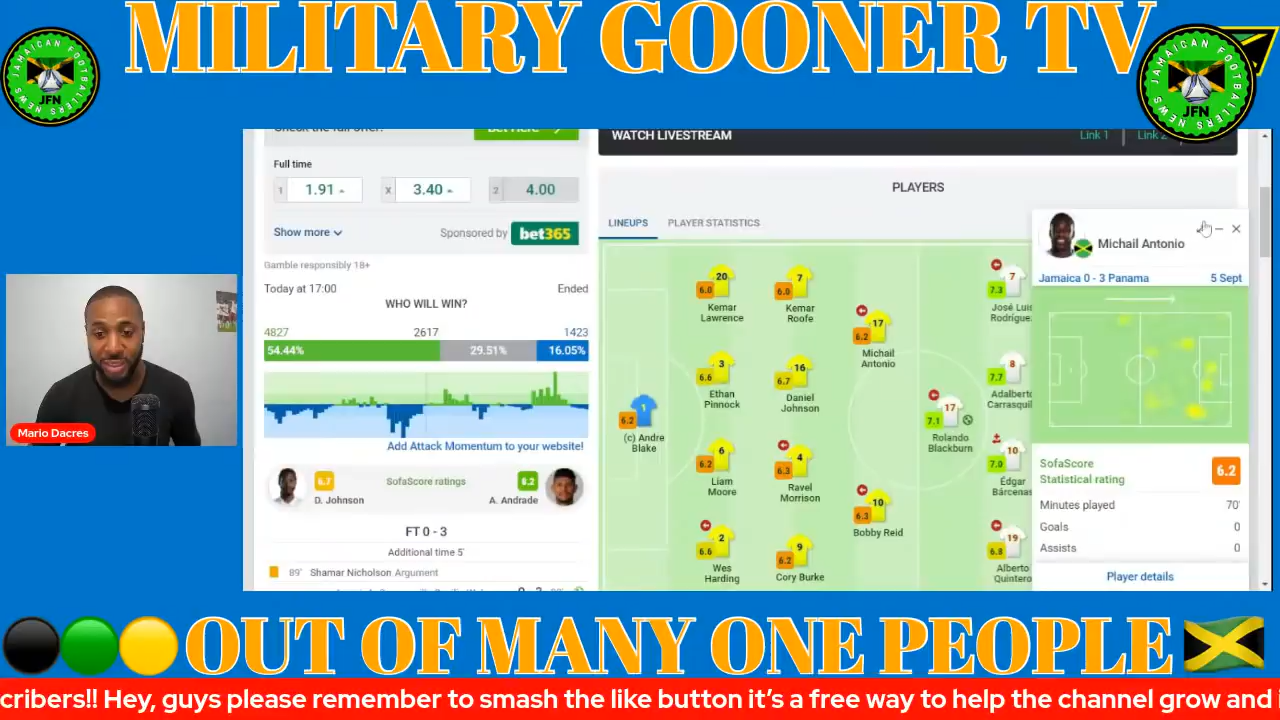 MILITARY GOONER TV
JAMAICAN FOOTBALLERS NEWS
JFN
JAMAICAN FOOTBALLERS NEWS
JFN
WATCH LIVESTREAM
Link 1
Full time
1 1.91
X 3.40
2 4.00
Show more
Sponsored by bet365
Gamble responsibly 18+
Today at 17:00
Ended
WHO WILL WIN?
4827
2617
1423
54.44%
29.51%
16.05%
Add Attack Momentum to your website!
6.7
D. Johnson
SofaScore ratings
8.2
A. Andrade
FT 0 - 3
Additional time 5'
89' Shamar Nicholson Argument
PLAYERS
LINEUPS
PLAYER STATISTICS
1
6.2
(c) Andre
Blake
20
6.0
Kemar
Lawrence
3
6.6
Ethan
Pinnock
6
6.2
Liam
Moore
2
6.6
Wes
Harding
7
6.0
Kemar
Roofe
16
6.7
Daniel
Johnson
4
6.3
Ravel
Morrison
9
6.2
Cory Burke
17
6.2
Michail
Antonio
10
6.3
Bobby Reid
17
7.1
Rolando
Blackburn
7
7.3
José Luis
Rodrígue
8
7.7
Adalbert
Carrasquil
10
7.0
Édgar
Bárcenas
19
6.8
Alberto
Quintero
Michail Antonio
Jamaica 0 - 3 Panama
5 Sept
SofaScore
Statistical rating
6.2
Minutes played 70'
Goals 0
Assists 0
Player details
Mario Dacres
OUT OF MANY ONE PEOPLE
cribers!! Hey, guys please remember to smash the like button it's a free way to help the channel grow and